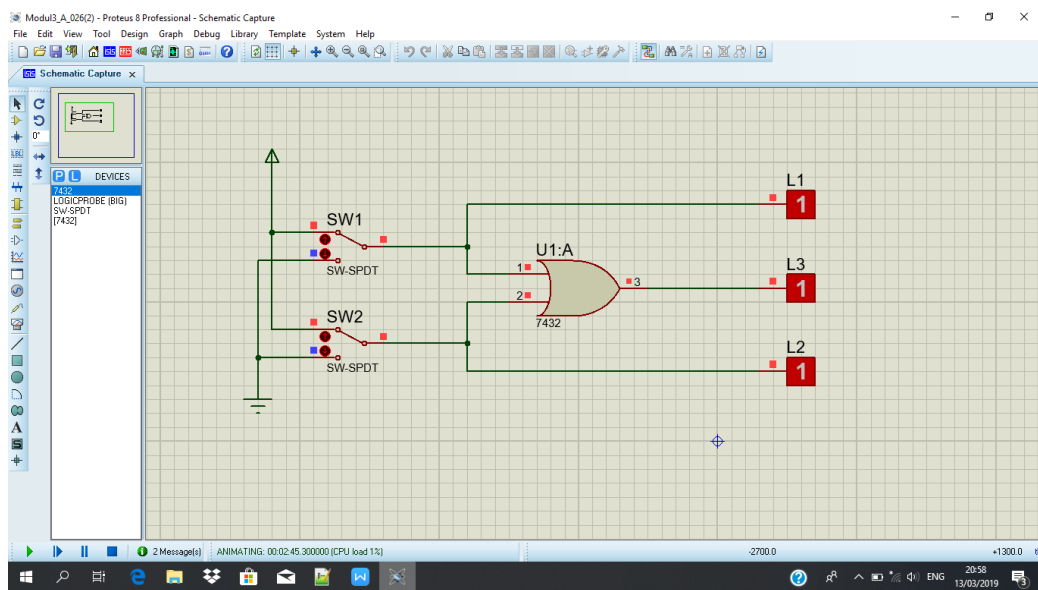 Modul3_A_026(2) - Proteus 8 Professional - Schematic Capture
File Edit View Tool Design Graph Debug Library Template System Help
Schematic Capture x
0°
P L DEVICES
7432
LOGICPROBE (BIG)
SW-SPDT
[7432]
SW1
SW-SPDT
SW2
SW-SPDT
U1:A
1
2
3
7432
L1
1
L3
1
L2
1
2 Message(s)
ANIMATING: 00:02:45.300000 (CPU load 1%)
-2700.0
+1300.0
ENG
20:58
13/03/2019
3